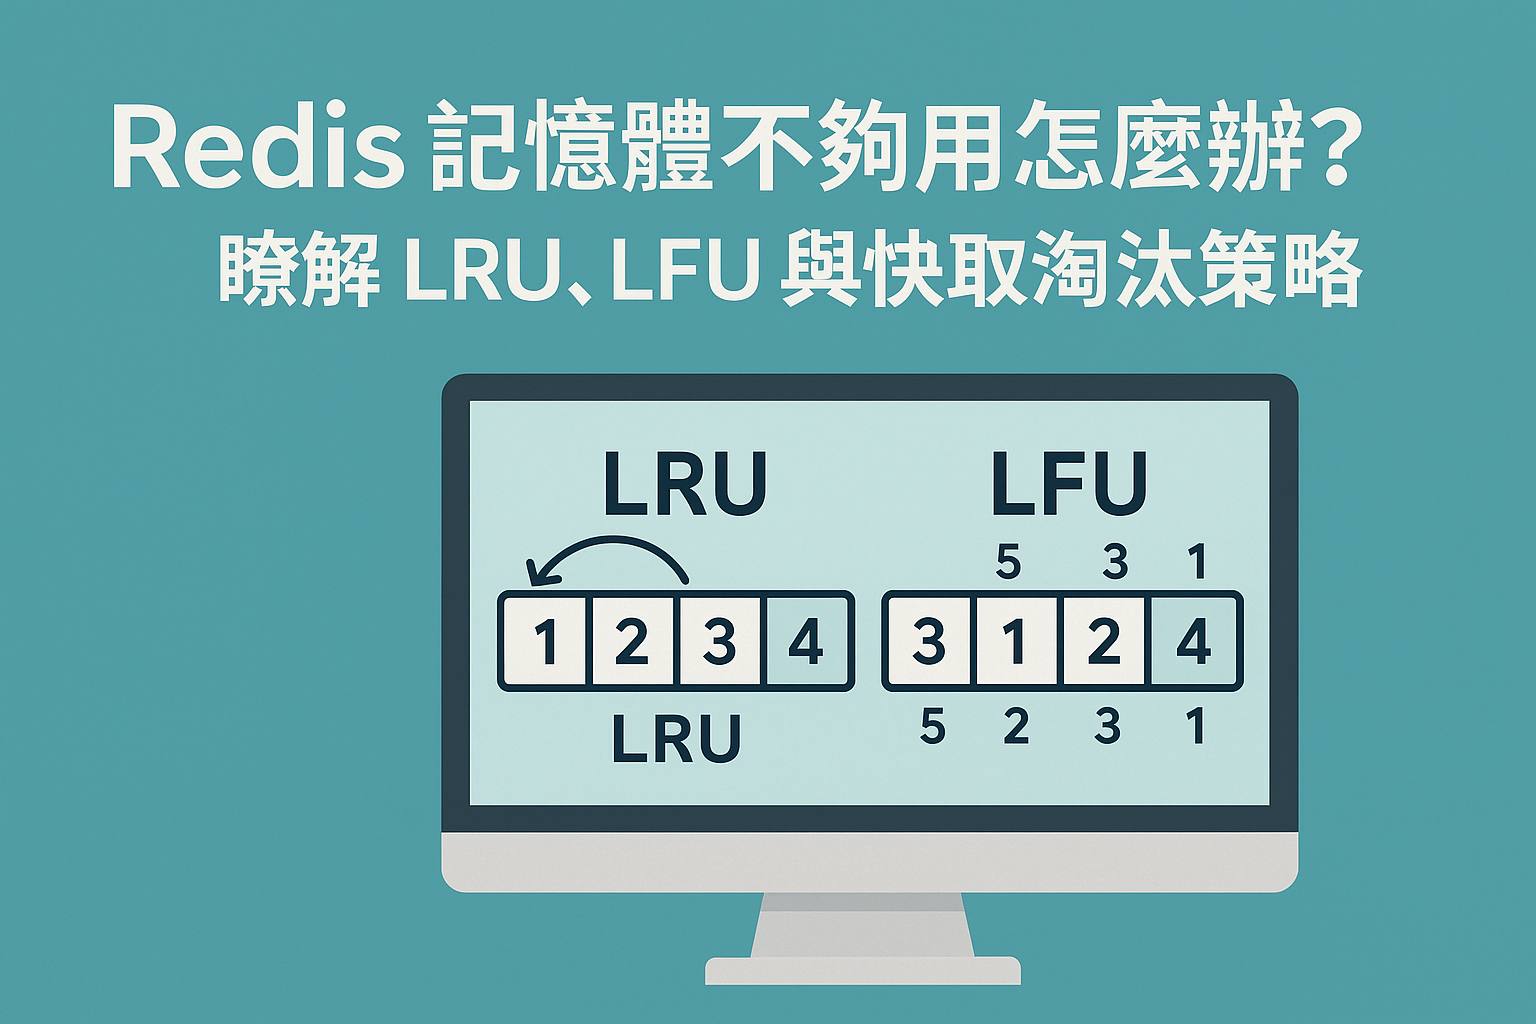 Redis 記憶體不夠用怎麼辦？
瞭解 LRU、LFU 與快取淘汰策略
LRU
1 2 3 4
LRU
LFU
5 3 1
3 1 2 4
5 2 3 1